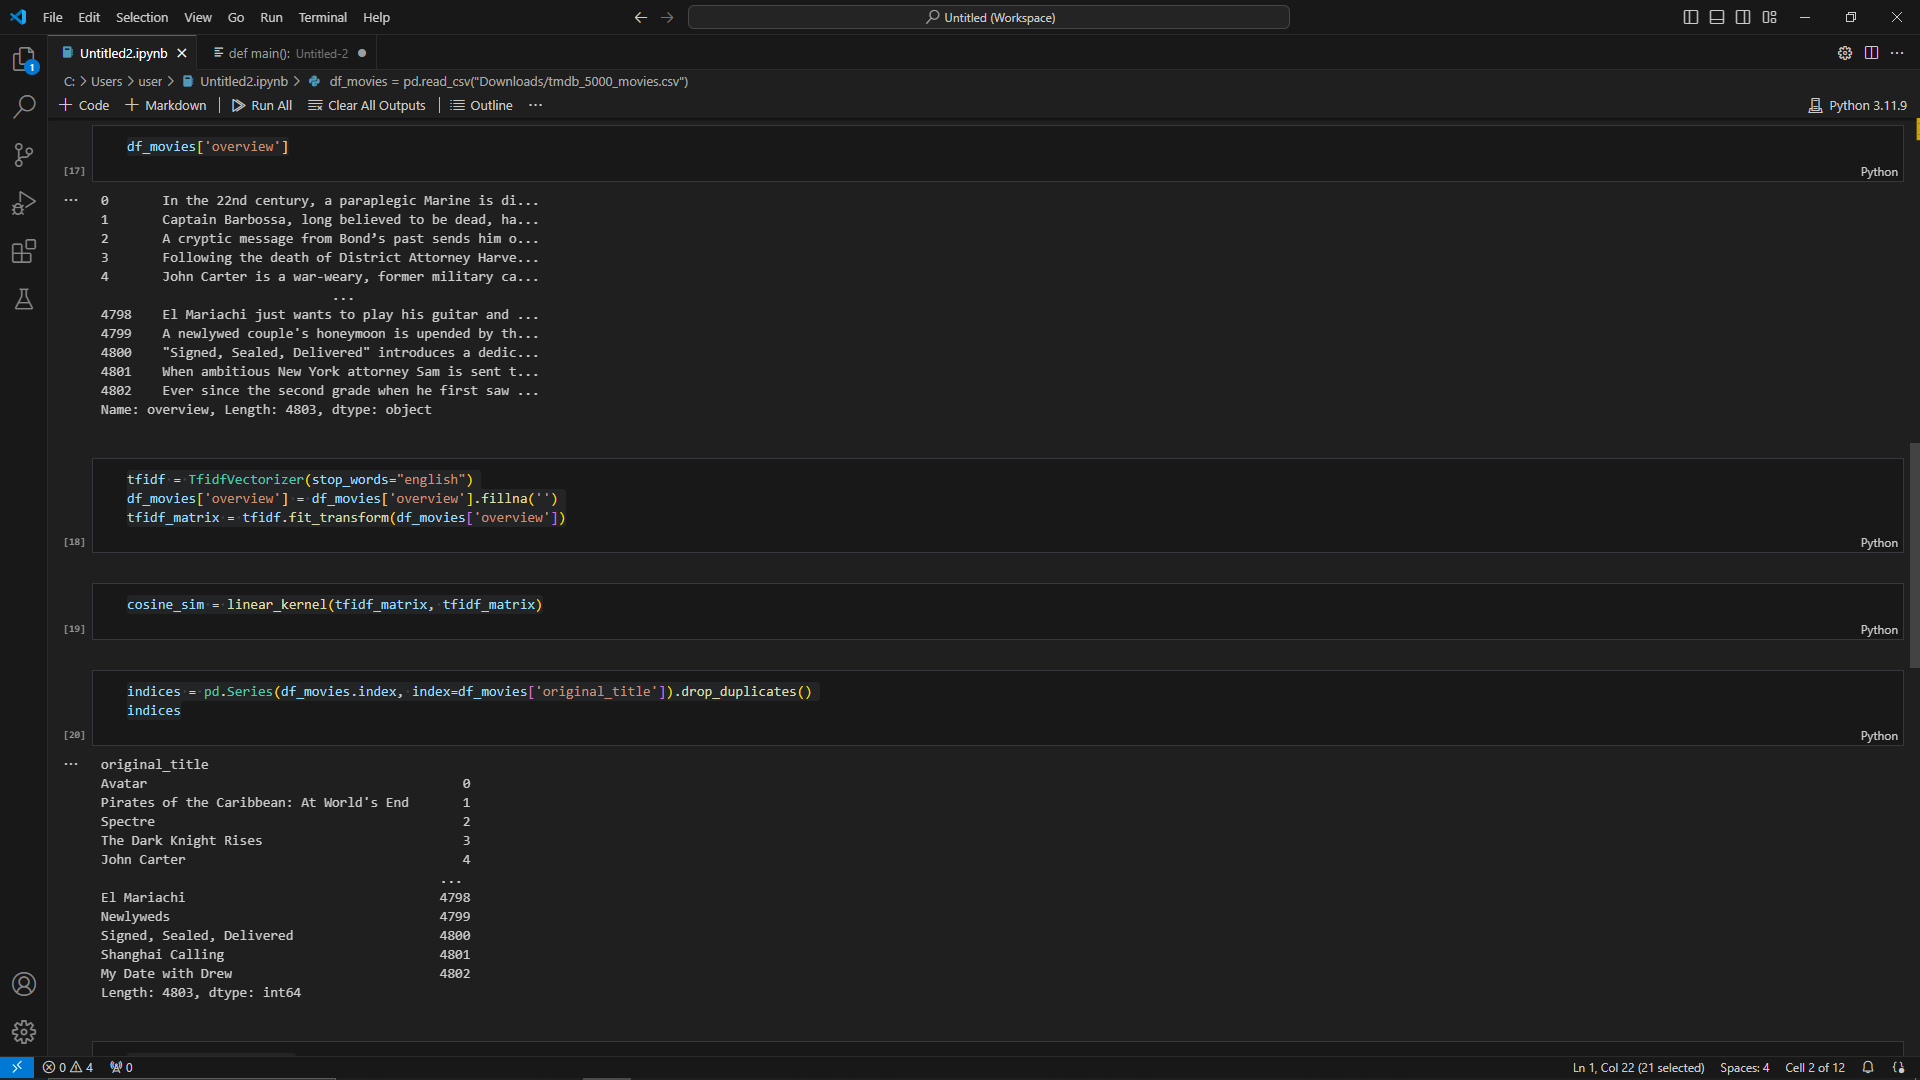 File Edit Selection View Go Run Terminal Help
Untitled (Workspace)
Untitled2.ipynb
def main(): Untitled-2
1
C: > Users > user > Untitled2.ipynb > df_movies = pd.read_csv("Downloads/tmdb_5000_movies.csv")
+ Code + Markdown | Run All Clear All Outputs | Outline ...
Python 3.11.9
df_movies['overview']
[17]
Python
... 0 In the 22nd century, a paraplegic Marine is di...
1 Captain Barbossa, long believed to be dead, ha...
2 A cryptic message from Bond’s past sends him o...
3 Following the death of District Attorney Harve...
4 John Carter is a war-weary, former military ca...
...
4798 El Mariachi just wants to play his guitar and ...
4799 A newlywed couple's honeymoon is upended by th...
4800 "Signed, Sealed, Delivered" introduces a dedic...
4801 When ambitious New York attorney Sam is sent t...
4802 Ever since the second grade when he first saw ...
Name: overview, Length: 4803, dtype: object
tfidf = TfidfVectorizer(stop_words="english")
df_movies['overview'] = df_movies['overview'].fillna('')
tfidf_matrix = tfidf.fit_transform(df_movies['overview'])
[18]
Python
cosine_sim = linear_kernel(tfidf_matrix, tfidf_matrix)
[19]
Python
indices = pd.Series(df_movies.index, index=df_movies['original_title']).drop_duplicates()
indices
[20]
Python
... original_title
Avatar 0
Pirates of the Caribbean: At World's End 1
Spectre 2
The Dark Knight Rises 3
John Carter 4
...
El Mariachi 4798
Newlyweds 4799
Signed, Sealed, Delivered 4800
Shanghai Calling 4801
My Date with Drew 4802
Length: 4803, dtype: int64
0 4 0
Ln 1, Col 22 (21 selected) Spaces: 4 Cell 2 of 12